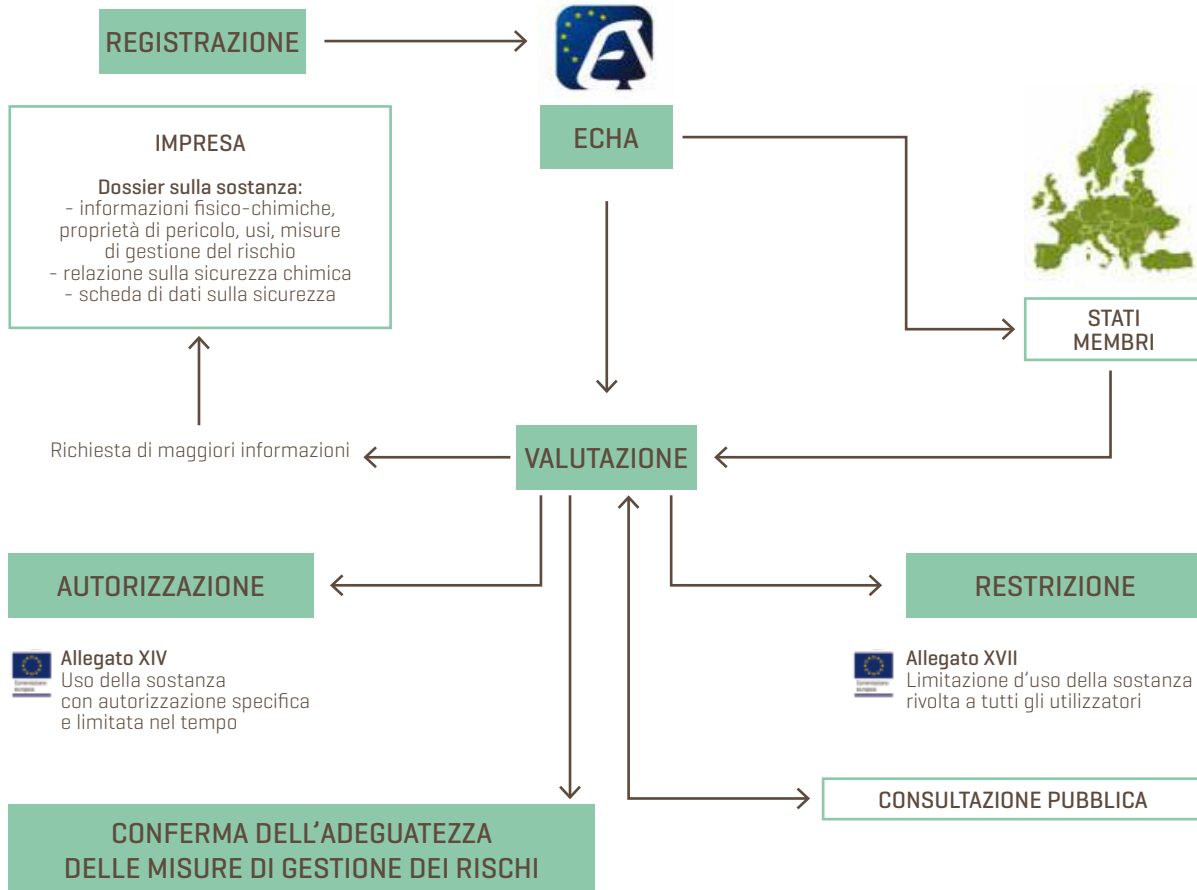 REGISTRAZIONE
ECHA
IMPRESA
Dossier sulla sostanza:
- informazioni fisico-chimiche,
proprietà di pericolo, usi, misure
di gestione del rischio
- relazione sulla sicurezza chimica
- scheda di dati sulla sicurezza
STATI
MEMBRI
Richiesta di maggiori informazioni
VALUTAZIONE
AUTORIZZAZIONE
RESTRIZIONE
Allegato XIV
Uso della sostanza
con autorizzazione specifica
e limitata nel tempo
Allegato XVII
Limitazione d'uso della sostanza
rivolta a tutti gli utilizzatori
CONSULTAZIONE PUBBLICA
CONFERMA DELL'ADEGUATEZZA
DELLE MISURE DI GESTIONE DEI RISCHI